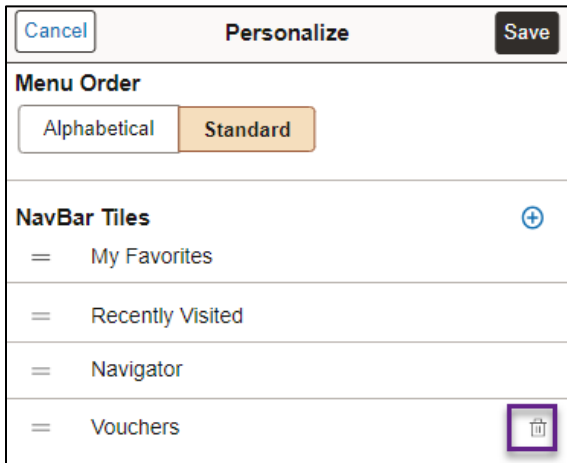 Cancel Personalize Save
Menu Order
Alphabetical Standard
NavBar Tiles
My Favorites
Recently Visited
Navigator
Vouchers